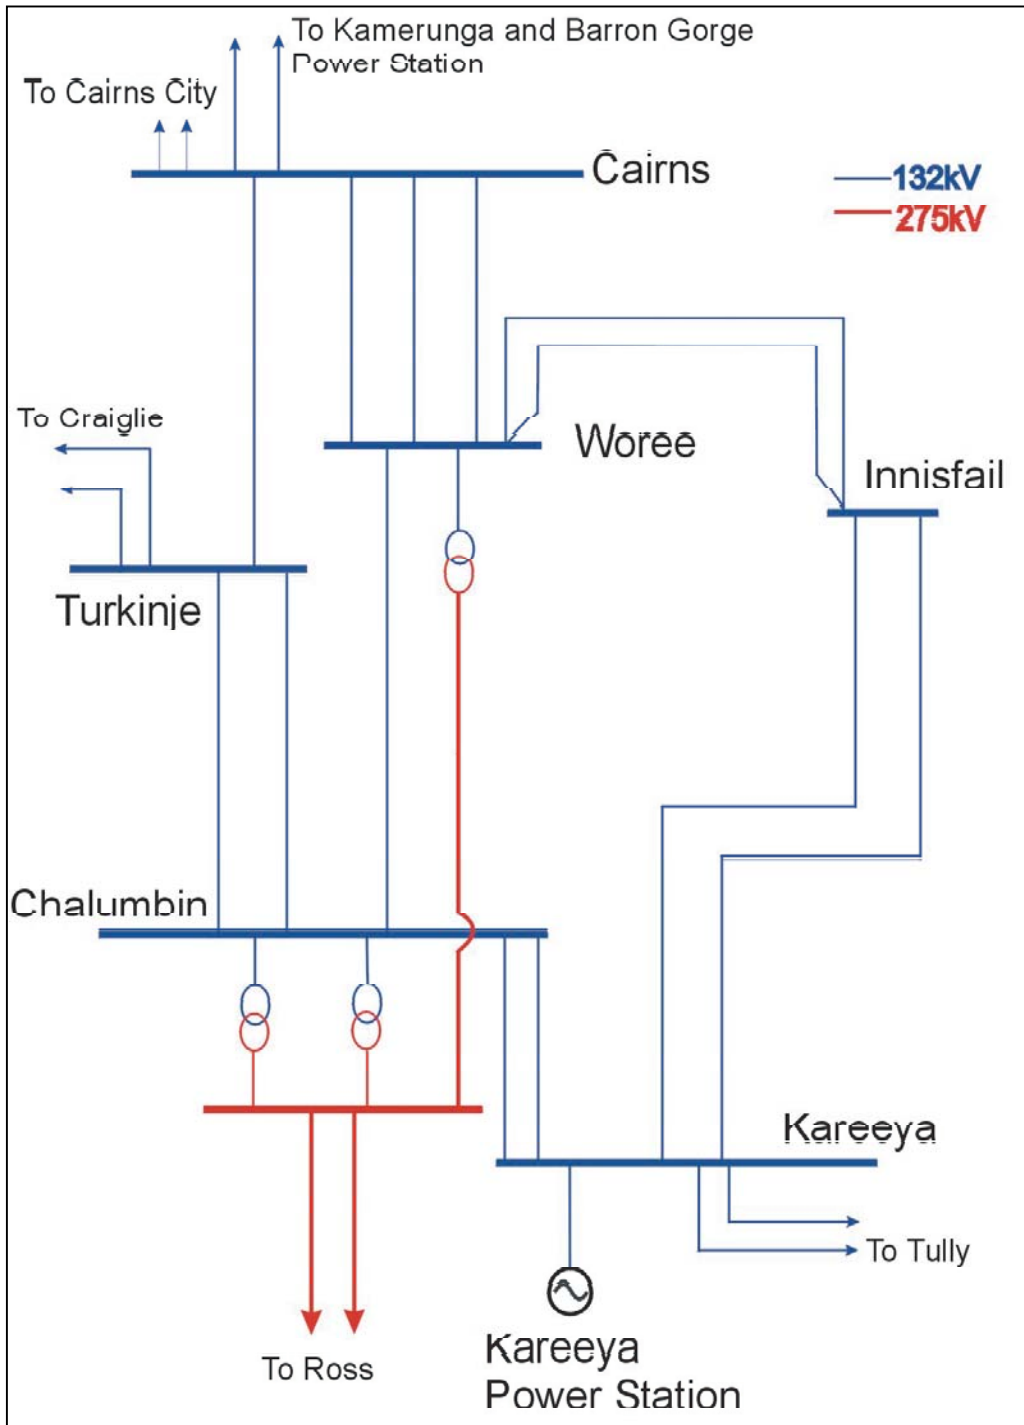 To Kamerunga and Barron Gorge
Power Station
To Cairns City
Cairns
132kV
275kV
To Craiglie
Woree
Innisfail
Turkinje
Chalumbin
Kareeya
To Tully
To Ross
Kareeya
Power Station